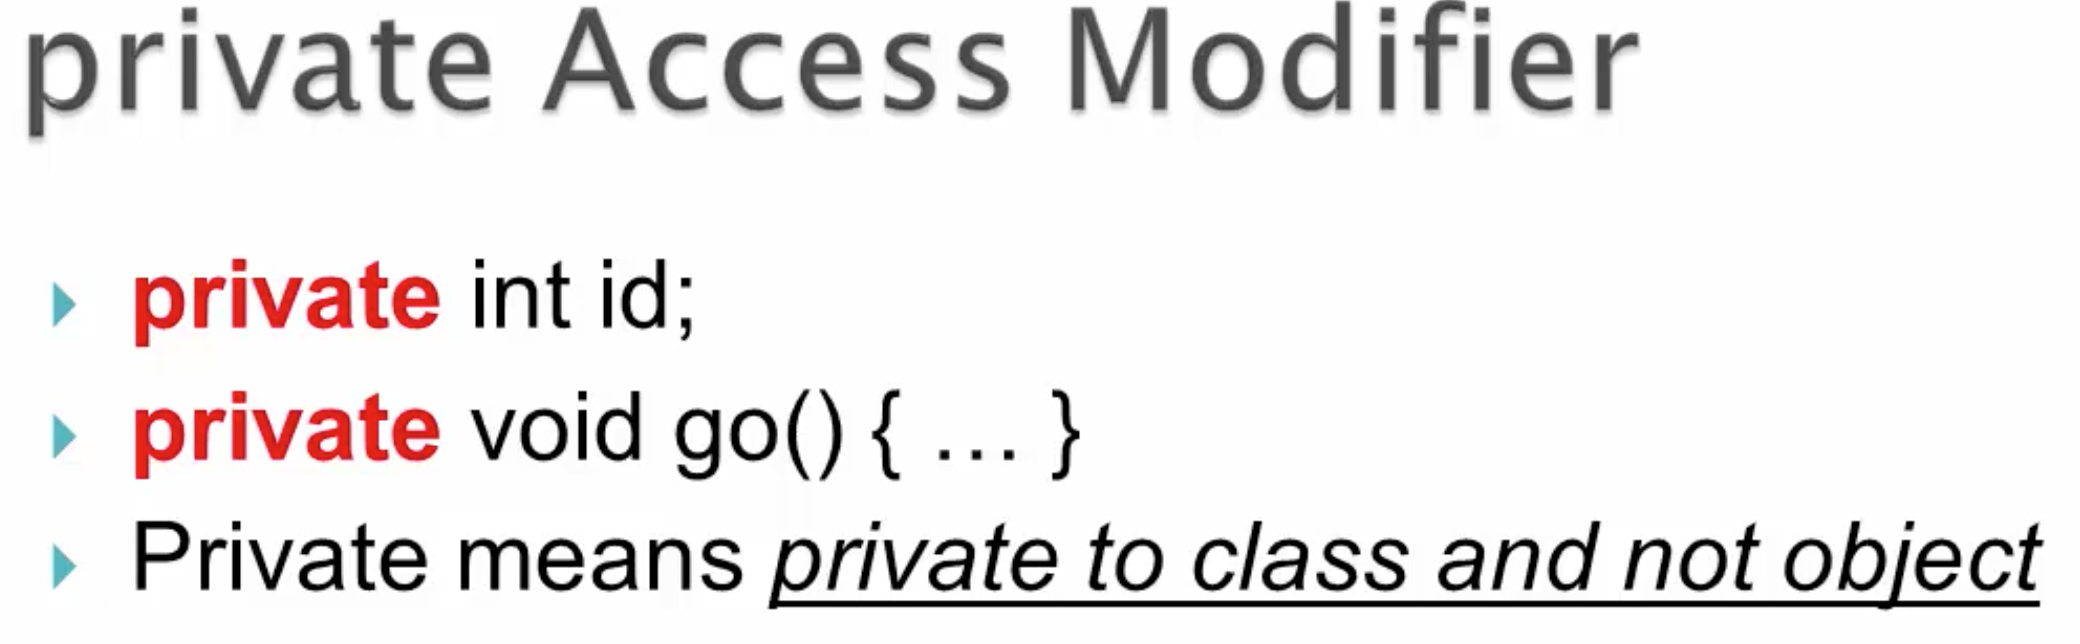 private Access Modifier
private int id;
private void go() { … }
Private means private to class and not object